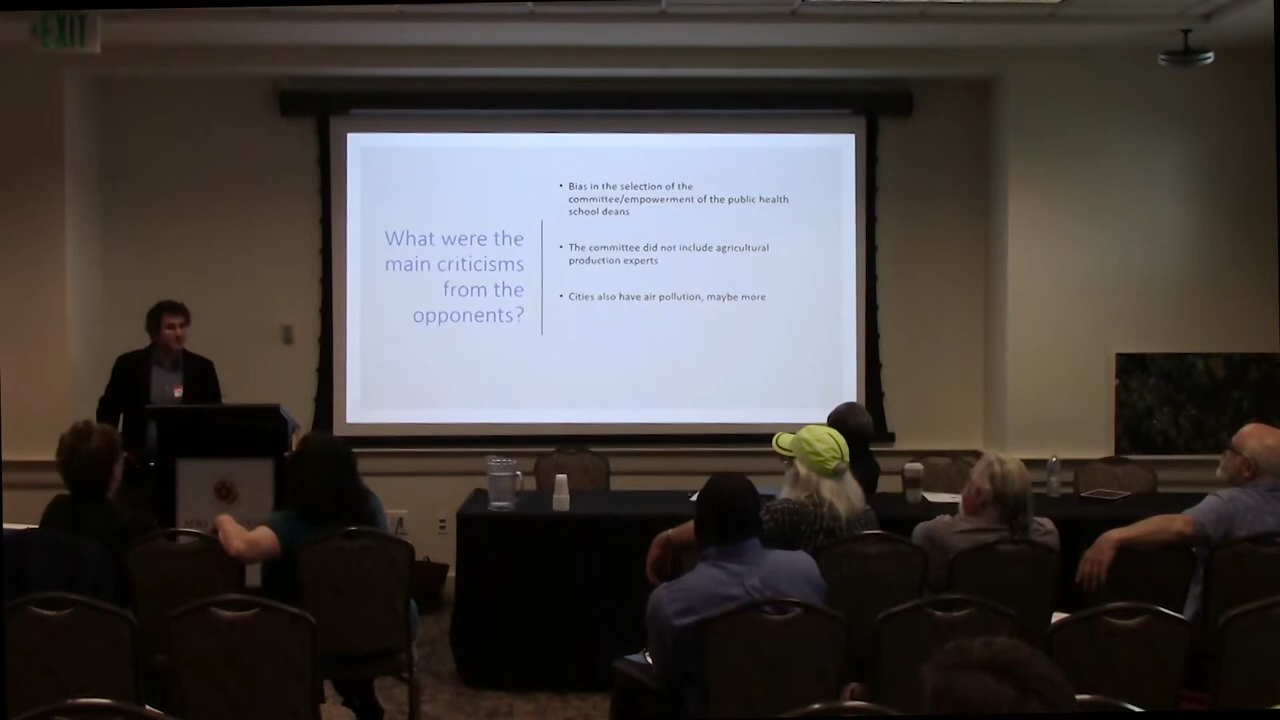 EXIT
What were the
main criticisms
from the
opponents?
• Bias in the selection of the
committee/empowerment of the public health
school deans
• The committee did not include agricultural
production experts
• Cities also have air pollution, maybe more